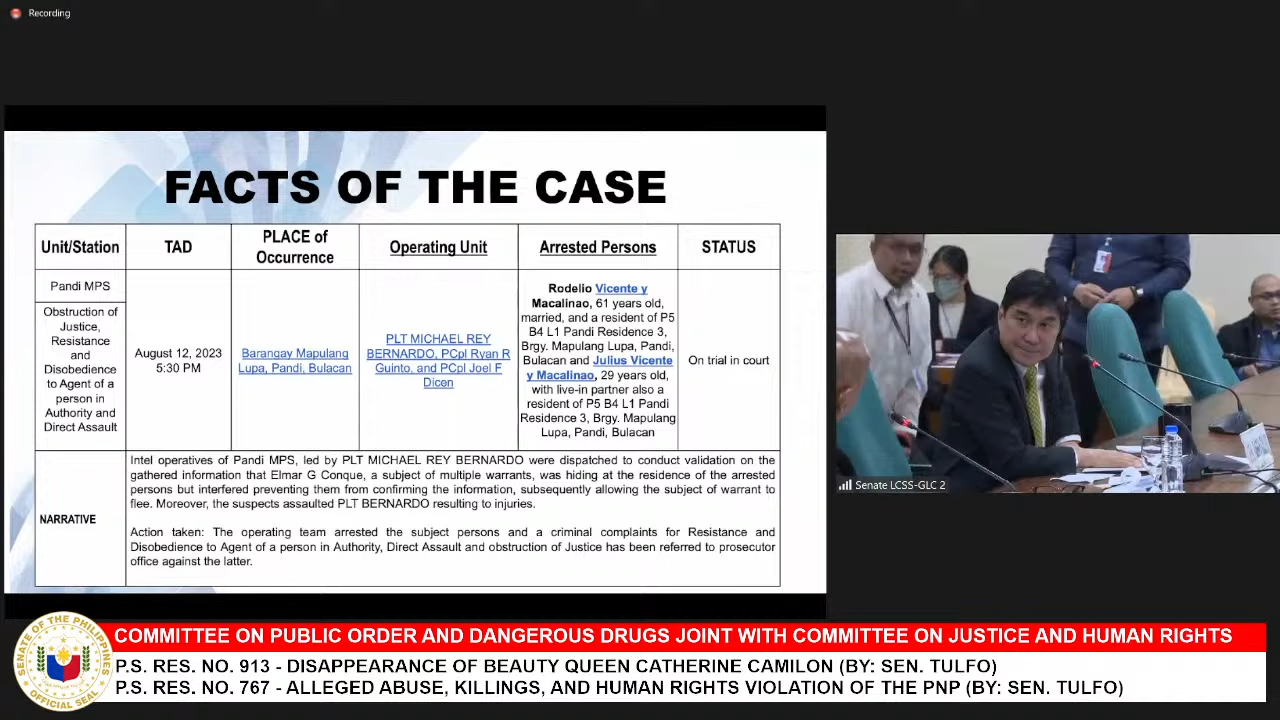 Recording
FACTS OF THE CASE
Unit/Station
TAD
PLACE of
Occurrence
Operating Unit
Arrested Persons
STATUS
Pandi MPS
Obstruction of
Justice,
Resistance
and
Disobedience
to Agent of a
person in
Authority and
Direct Assault
August 12, 2023
5:30 PM
Barangay Mapulang
Lupa, Pandi, Bulacan
PLT MICHAEL REY
BERNARDO, PCpl Ryan R
Guinto, and PCpl Joel F
Dicen
Rodelio Vicente y
Macalinao, 61 years old,
married, and a resident of P5
B4 L1 Pandi Residence 3,
Brgy. Mapulang Lupa, Pandi,
Bulacan and Julius Vicente
y Macalinao, 29 years old,
with live-in partner also a
resident of P5 B4 L1 Pandi
Residence 3, Brgy. Mapulang
Lupa, Pandi, Bulacan
On trial in court
NARRATIVE
Intel operatives of Pandi MPS, led by PLT MICHAEL REY BERNARDO were dispatched to conduct validation on the
gathered information that Elmar G Conque, a subject of multiple warrants, was hiding at the residence of the arrested
persons but interfered preventing them from confirming the information, subsequently allowing the subject of warrant to
flee. Moreover, the suspects assaulted PLT BERNARDO resulting to injuries.
Action taken: The operating team arrested the subject persons and a criminal complaints for Resistance and
Disobedience to Agent of a person in Authority, Direct Assault and obstruction of Justice has been referred to prosecutor
office against the latter.
Senate LCSS-GLC 2
SENATE OF THE PHILIPPINES
OFFICIAL SEAL
COMMITTEE ON PUBLIC ORDER AND DANGEROUS DRUGS JOINT WITH COMMITTEE ON JUSTICE AND HUMAN RIGHTS
P.S. RES. NO. 913 - DISAPPEARANCE OF BEAUTY QUEEN CATHERINE CAMILON (BY: SEN. TULFO)
P.S. RES. NO. 767 - ALLEGED ABUSE, KILLINGS, AND HUMAN RIGHTS VIOLATION OF THE PNP (BY: SEN. TULFO)